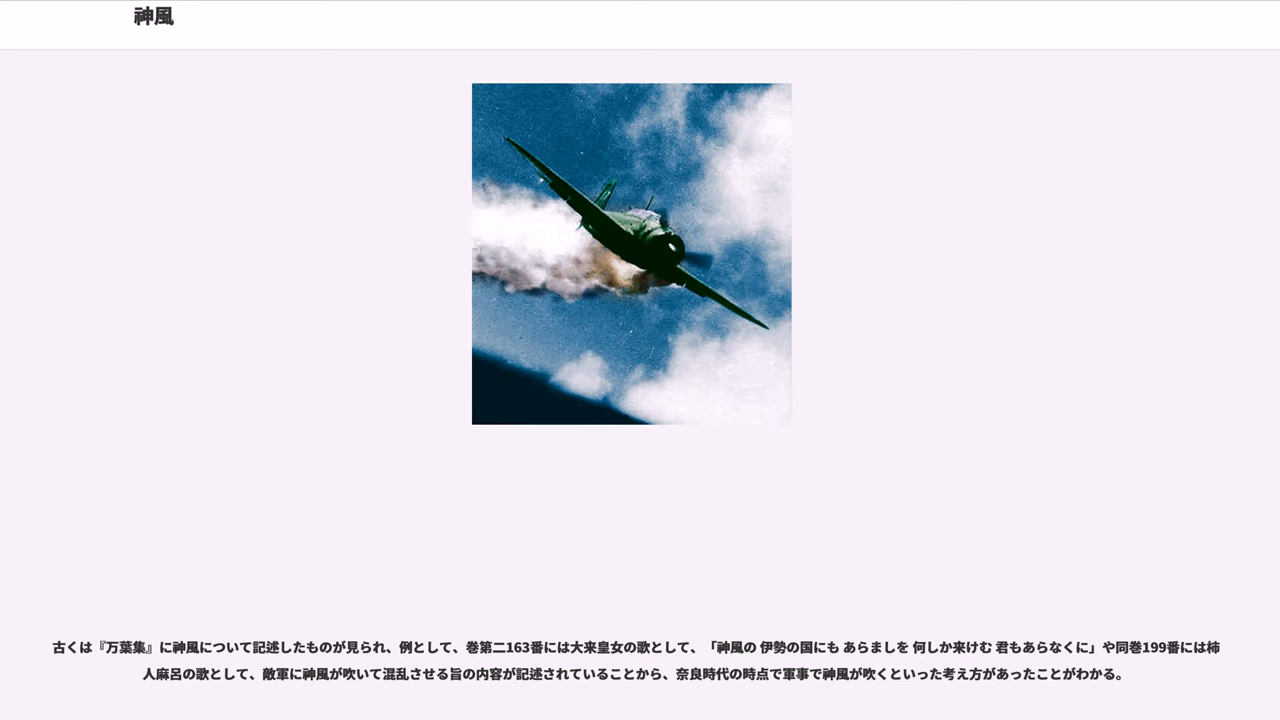 神風
古くは『万葉集』に神風について記述したものが見られ、例として、巻第二163番には大来皇女の歌として、「神風の 伊勢の国にも あらましを 何しか来けむ 君もあらなくに」や同巻199番には柿
人麻呂の歌として、敵軍に神風が吹いて混乱させる旨の内容が記述されていることから、奈良時代の時点で軍事で神風が吹くといった考え方があったことがわかる。